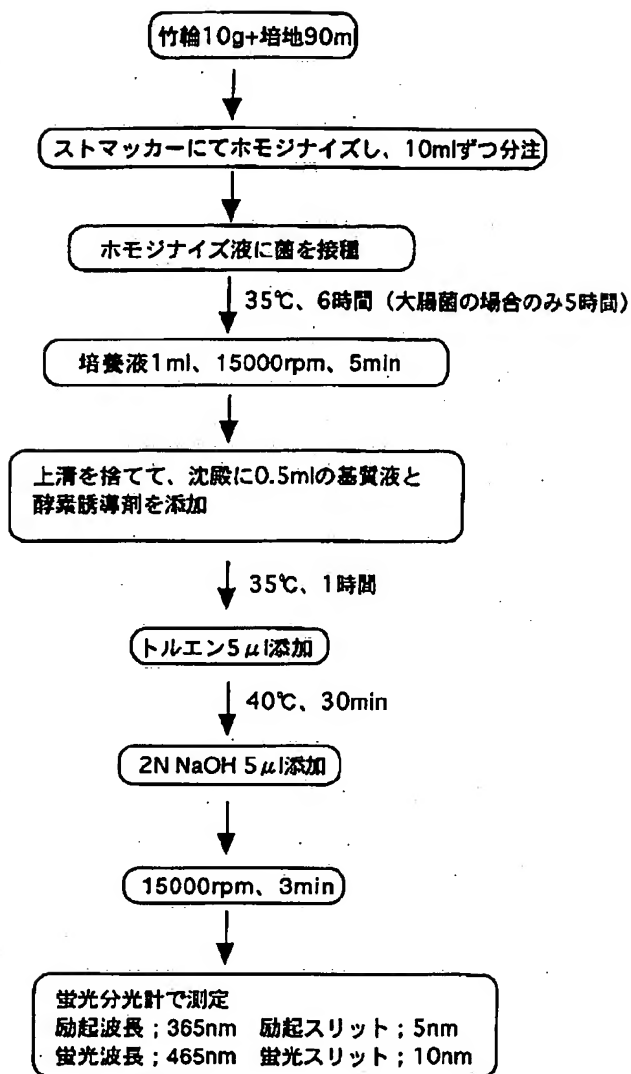 竹輪10g+培地90m
ストマッカーにてホモジナイズし、10mlずつ分注
ホモジナイズ液に菌を接種
35℃、6時間（大腸菌の場合のみ5時間）
培養液1ml、15000rpm、5min
上清を捨てて、沈殿に0.5mlの基質液と
酵素誘導剤を添加
35℃、1時間
トルエン5μl添加
40℃、30min
2N NaOH 5μl添加
15000rpm、3min
蛍光分光計で測定
励起波長；365nm 励起スリット；5nm
蛍光波長；465nm 蛍光スリット；10nm